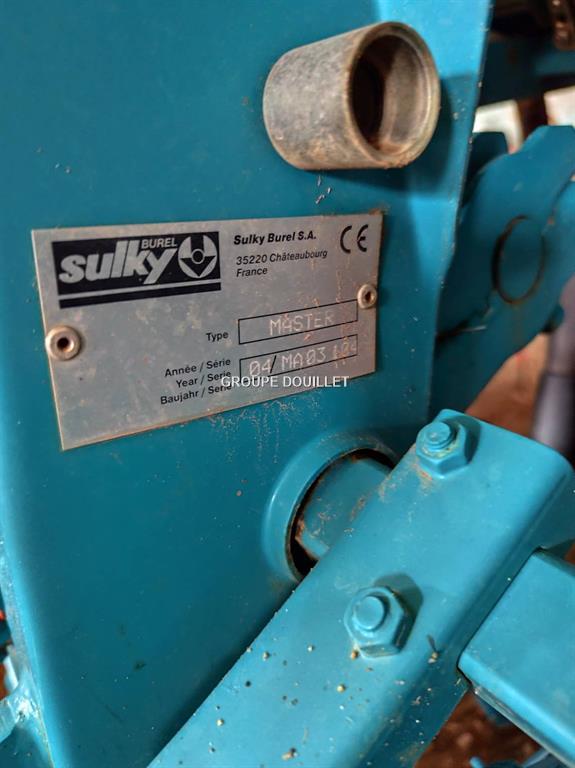 BUREL
sulky
Sulky Burel S.A.
35220 Châteaubourg
France
CE
Type MASTER
Année / Série 04/ MA03 104
Year / Serie
Baujahr / Serie
GROUPE DOUILLET